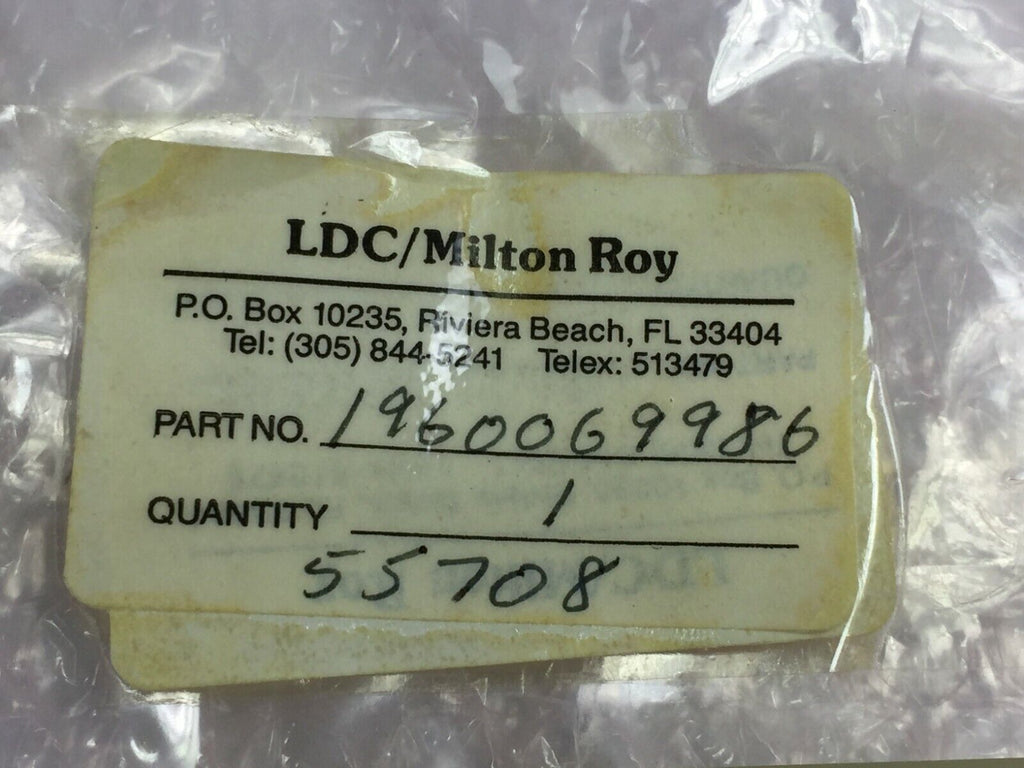 LDC/Milton Roy
P.O. Box 10235, Riviera Beach, FL 33404
Tel: (305) 844-5241 Telex: 513479
PART NO. 1960069986
QUANTITY 1
55708